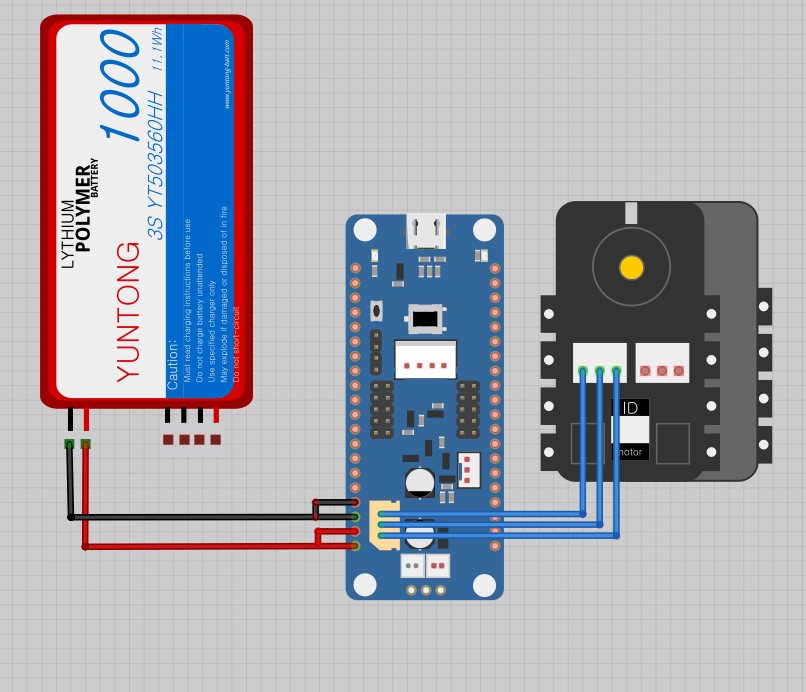 1000
3S YT503560HH 11.1Wh
LYTHIUM
POLYMER
BATTERY
YUNTONG
www.yuntong-batt.com
Caution:
Must read charging instructions before use
Do not charge battery unattended
Use specified charger only
May explode if damaged or disposed of in fire
Do not short-circuit
ID
motor